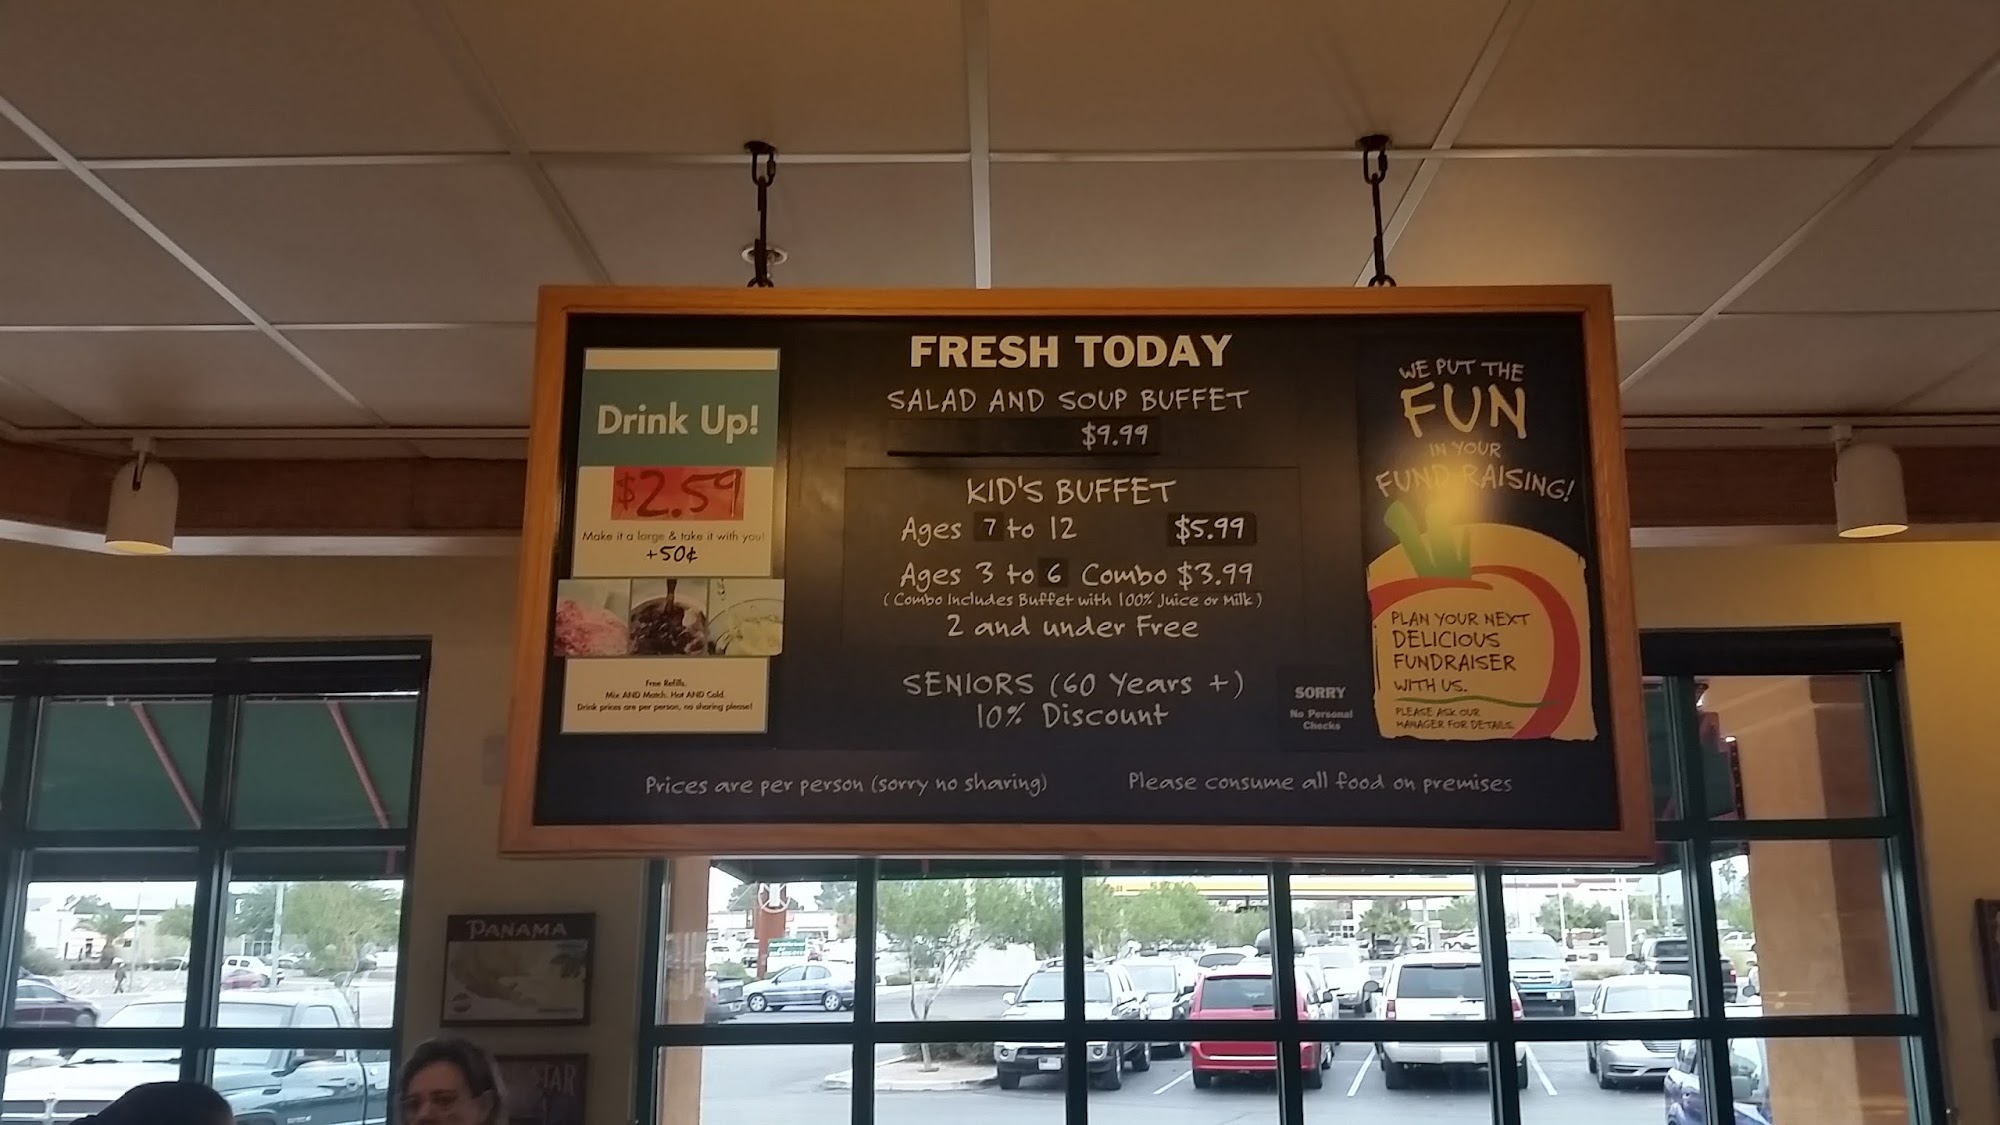 FRESH TODAY
SALAD AND SOUP BUFFET
$9.99
KID'S BUFFET
Ages 7 to 12 $5.99
Ages 3 to 6 Combo $3.99
(Combo Includes Buffet with 100% Juice or Milk)
2 and under Free
SENIORS (60 Years +)
10% Discount
Drink Up!
$2.59
Make it a large & take it with you!
+50¢
Free Refills.
Mix AND Match. Hot AND Cold.
Drink prices are per person, no sharing please!
WE PUT THE
FUN
IN YOUR
FUND RAISING!
PLAN YOUR NEXT
DELICIOUS
FUNDRAISER
WITH US.
PLEASE ASK OUR
MANAGER FOR DETAILS.
SORRY
No Personal
Checks
Prices are per person (sorry no sharing)
Please consume all food on premises
PANAMA